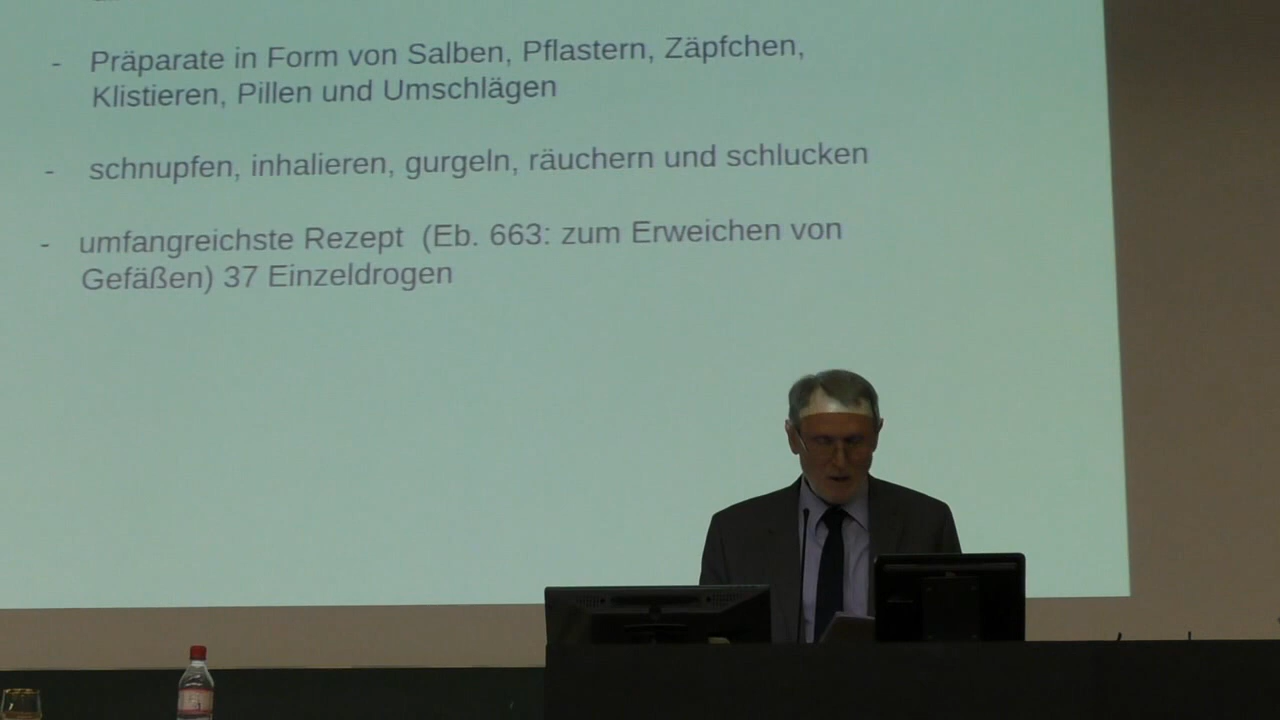 - Präparate in Form von Salben, Pflastern, Zäpfchen,
Klistieren, Pillen und Umschlägen
- schnupfen, inhalieren, gurgeln, räuchern und schlucken
- umfangreichste Rezept (Eb. 663: zum Erweichen von
Gefäßen) 37 Einzeldrogen